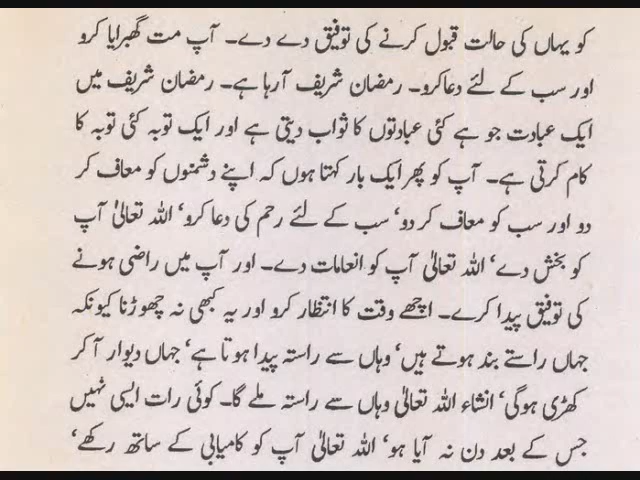 کو یہاں کی حالت قبول کرنے کی توفیق دے دے۔ آپ مت گھبرایا کرو
اور سب کے لئے دعا کرو۔ رمضان شریف آ رہا ہے۔ رمضان شریف میں
ایک عبادت جو ہے کئی عبادتوں کا ثواب دیتی ہے اور ایک توبہ کئی توبہ کا
کام کرتی ہے۔ آپ کو پھر ایک بار کہتا ہوں کہ اپنے دشمنوں کو معاف کر
دو اور سب کو معاف کر دو‘ سب کے لئے رحم کی دعا کرو‘ اللہ تعالیٰ آپ
کو بخش دے‘ اللہ تعالیٰ آپ کو انعامات دے۔ اور آپ میں راضی ہونے
کی توفیق پیدا کرے۔ اچھے وقت کا انتظار کرو اور یہ کبھی نہ چھوڑنا کیونکہ
جہاں راستے بند ہوتے ہیں‘ وہاں سے راستہ پیدا ہوتا ہے‘ جہاں دیوار آ کر
کھڑی ہوگی‘ انشاء اللہ تعالیٰ وہاں سے راستہ ملے گا۔ کوئی رات ایسی نہیں
جس کے بعد دن نہ آیا ہو‘ اللہ تعالیٰ آپ کو کامیابی کے ساتھ رکھے‘